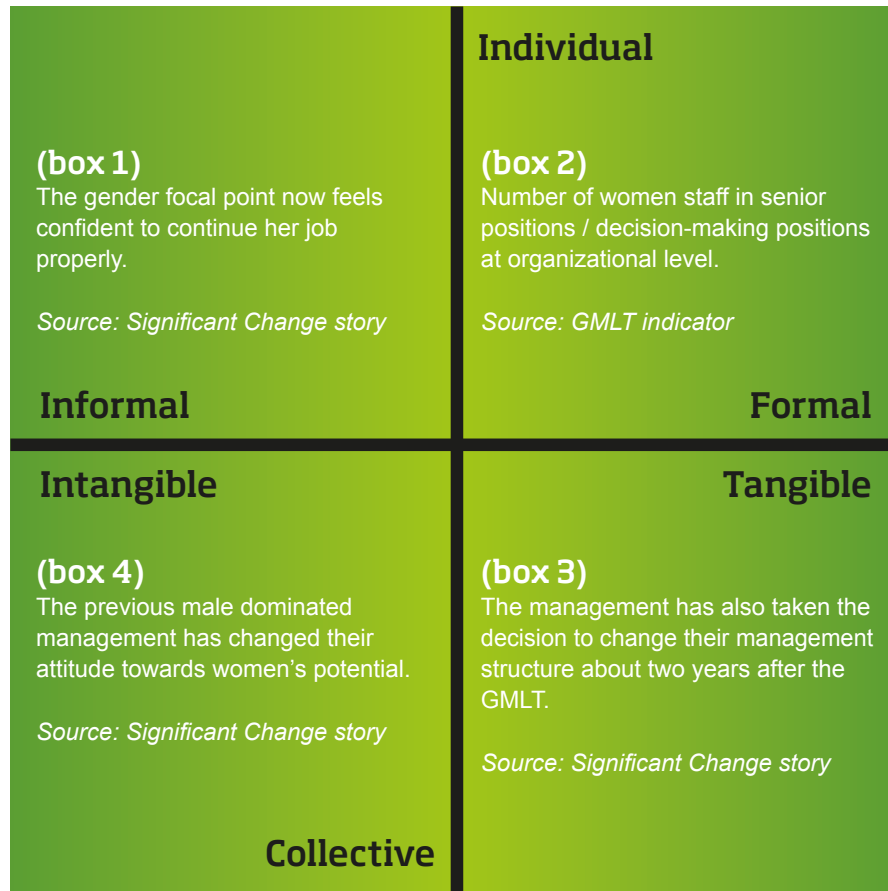 Individual
(box 1)
The gender focal point now feels
confident to continue her job
properly.
Source: Significant Change story
Informal
(box 2)
Number of women staff in senior
positions / decision-making positions
at organizational level.
Source: GMLT indicator
Formal
Intangible
(box 4)
The previous male dominated
management has changed their
attitude towards women’s potential.
Source: Significant Change story
Collective
Tangible
(box 3)
The management has also taken the
decision to change their management
structure about two years after the
GMLT.
Source: Significant Change story